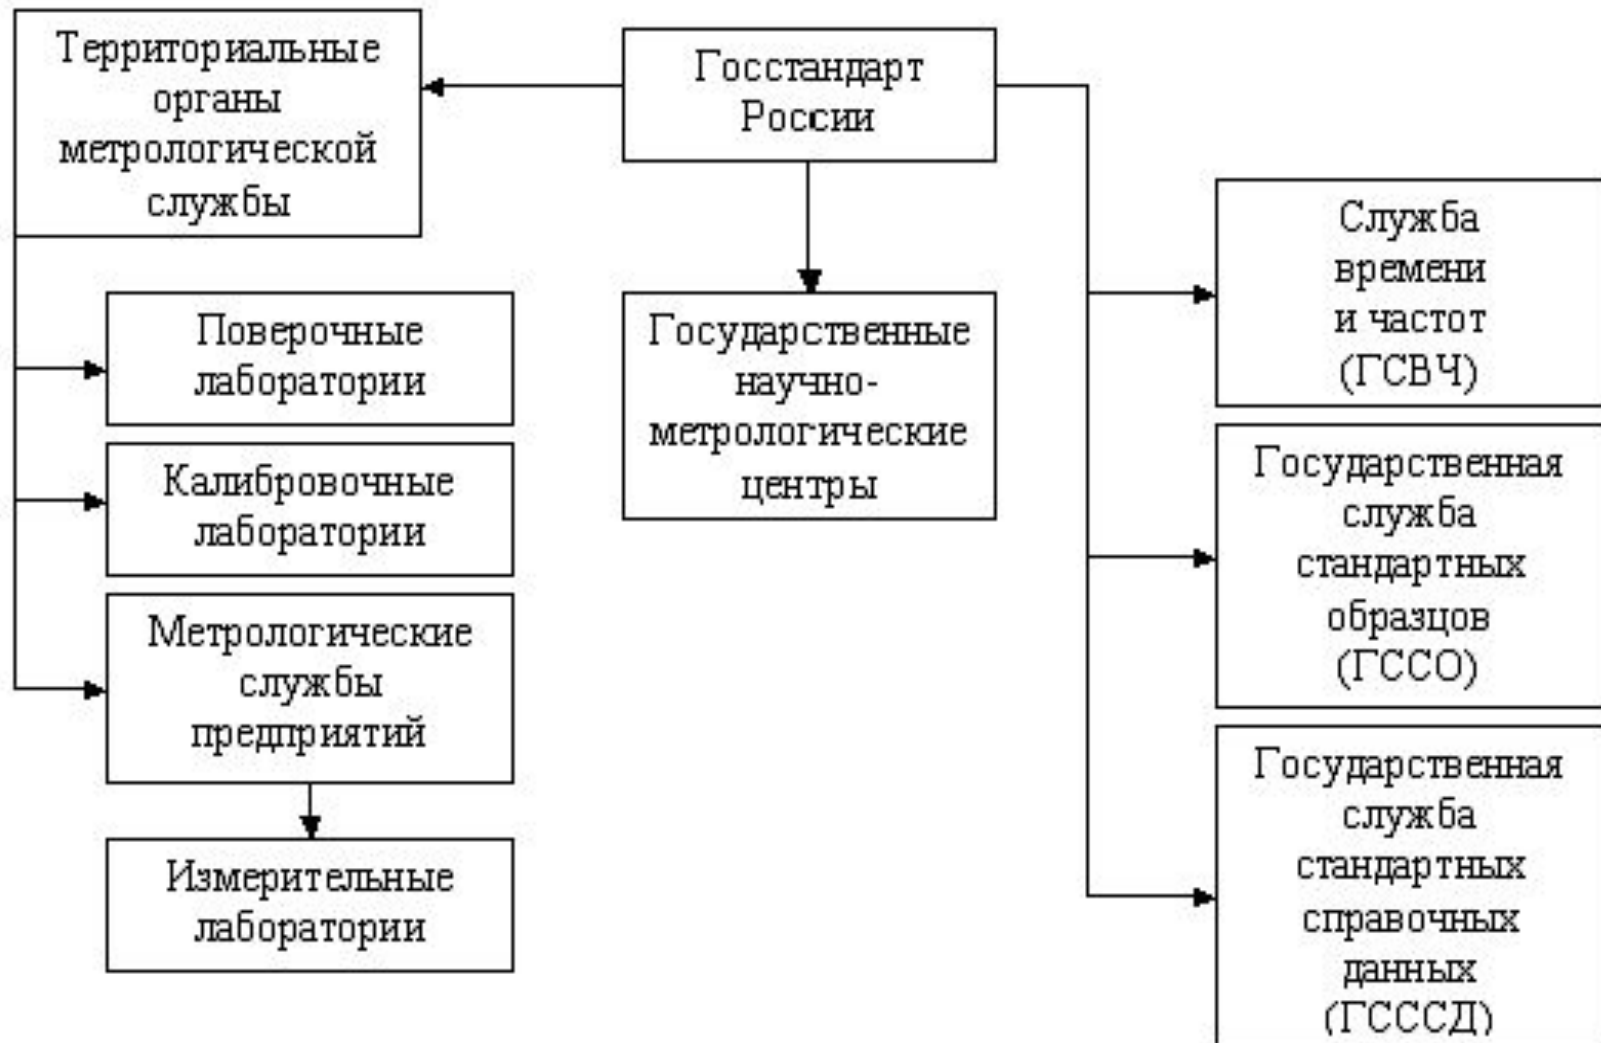 Территориальные
органы
метрологической
службы
Госстандарт
России
Поверочные
лаборатории
Калибровочные
лаборатории
Метрологические
службы
предприятий
Измерительные
лаборатории
Государственные
научно-
метрологические
центры
Служба
времени
и частот
(ГСВЧ)
Государственная
служба
стандартных
образцов
(ГССО)
Государственная
служба
стандартных
справочных
данных
(ГСССД)